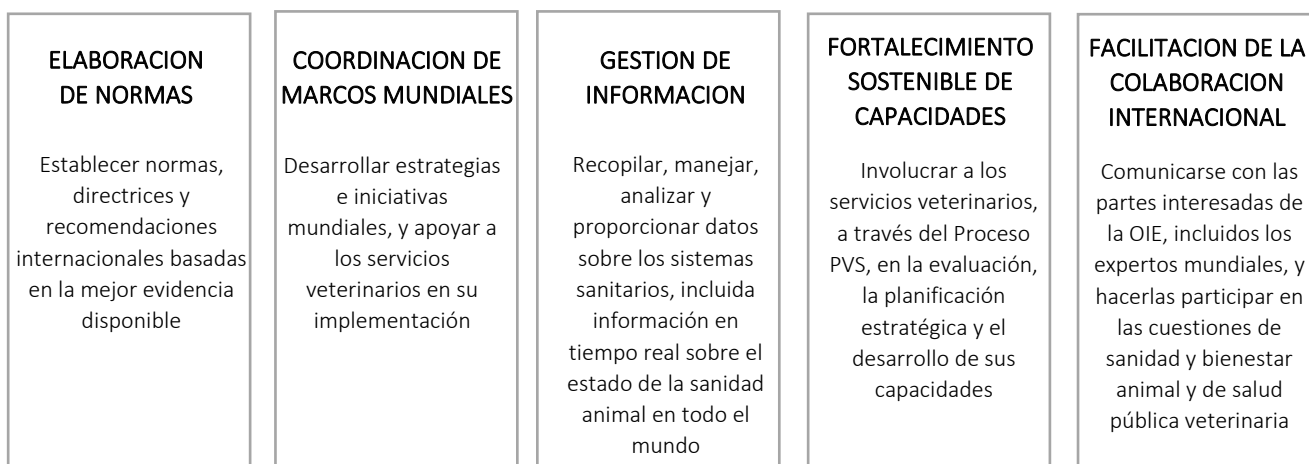 ELABORACION
DE NORMAS
Establecer normas,
directrices y
recomendaciones
internacionales basadas
en la mejor evidencia
disponible
COORDINACION DE
MARCOS MUNDIALES
Desarrollar estrategias
e iniciativas
mundiales, y apoyar a
los servicios
veterinarios en su
implementación
GESTION DE
INFORMACION
Recopilar, manejar,
analizar y
proporcionar datos
sobre los sistemas
sanitarios, incluida
información en
tiempo real sobre el
estado de la sanidad
animal en todo el
mundo
FORTALECIMIENTO
SOSTENIBLE DE
CAPACIDADES
Involucrar a los
servicios veterinarios,
a través del Proceso
PVS, en la evaluación,
la planificación
estratégica y el
desarrollo de sus
capacidades
FACILITACION DE LA
COLABORACION
INTERNACIONAL
Comunicarse con las
partes interesadas de
la OIE, incluidos los
expertos mundiales, y
hacerlas participar en
las cuestiones de
sanidad y bienestar
animal y de salud
pública veterinaria